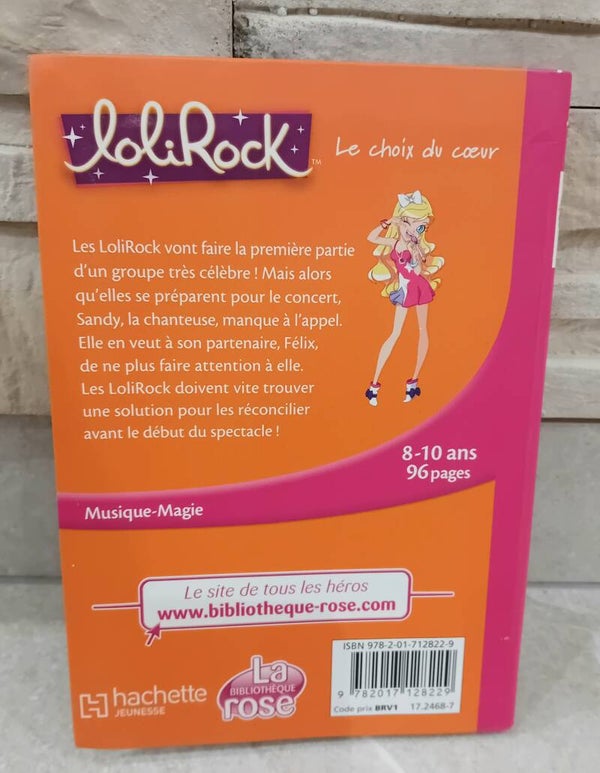 LoliRock™
Le choix du cœur
Les LoliRock vont faire la première partie
d'un groupe très célèbre ! Mais alors
qu'elles se préparent pour le concert,
Sandy, la chanteuse, manque à l'appel.
Elle en veut à son partenaire, Félix,
de ne plus faire attention à elle.
Les LoliRock doivent vite trouver
une solution pour les réconcilier
avant le début du spectacle !
8-10 ans
96 pages
Musique-Magie
Le site de tous les héros
www.bibliotheque-rose.com
hachette
JEUNESSE
La
BIBLIOTHÈQUE
rose
ISBN 978-2-01-712822-9
9 782017 128229
Code prix BRV1 17.2468-7